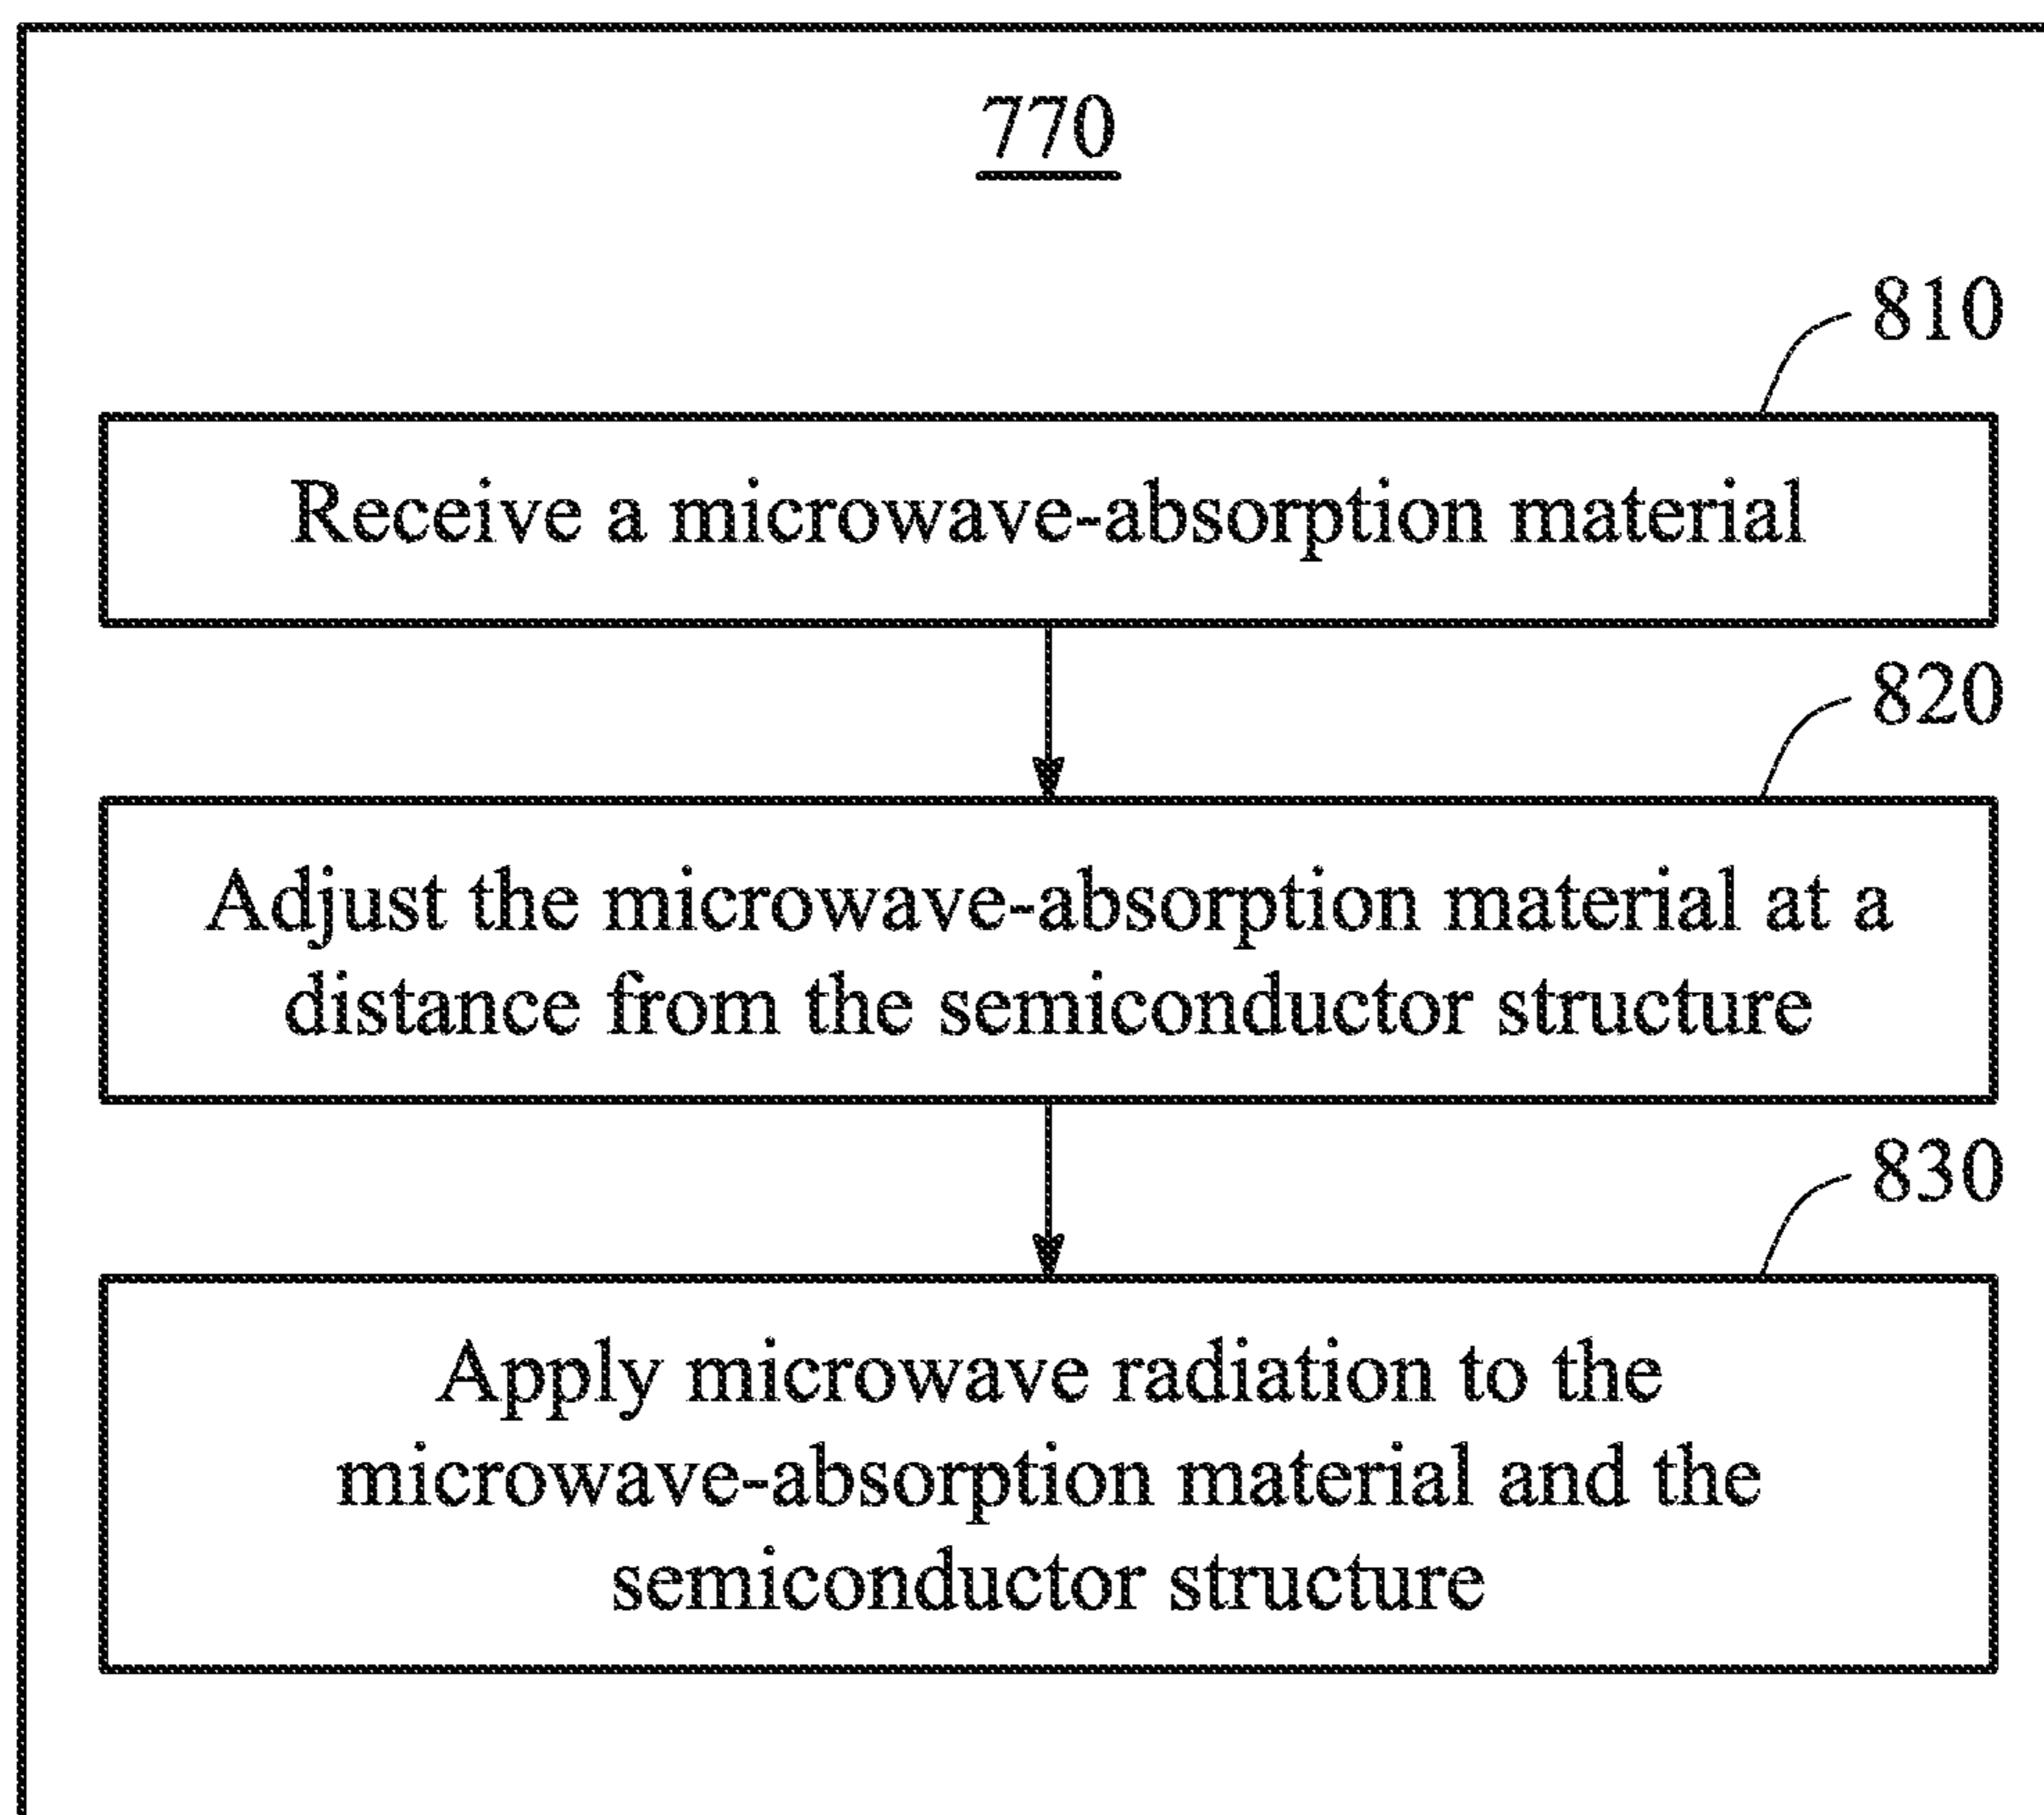 770
810
Receive a microwave-absorption material
820
Adjust the microwave-absorption material at a
distance from the semiconductor structure
830
Apply microwave radiation to the
microwave-absorption material and the
semiconductor structure